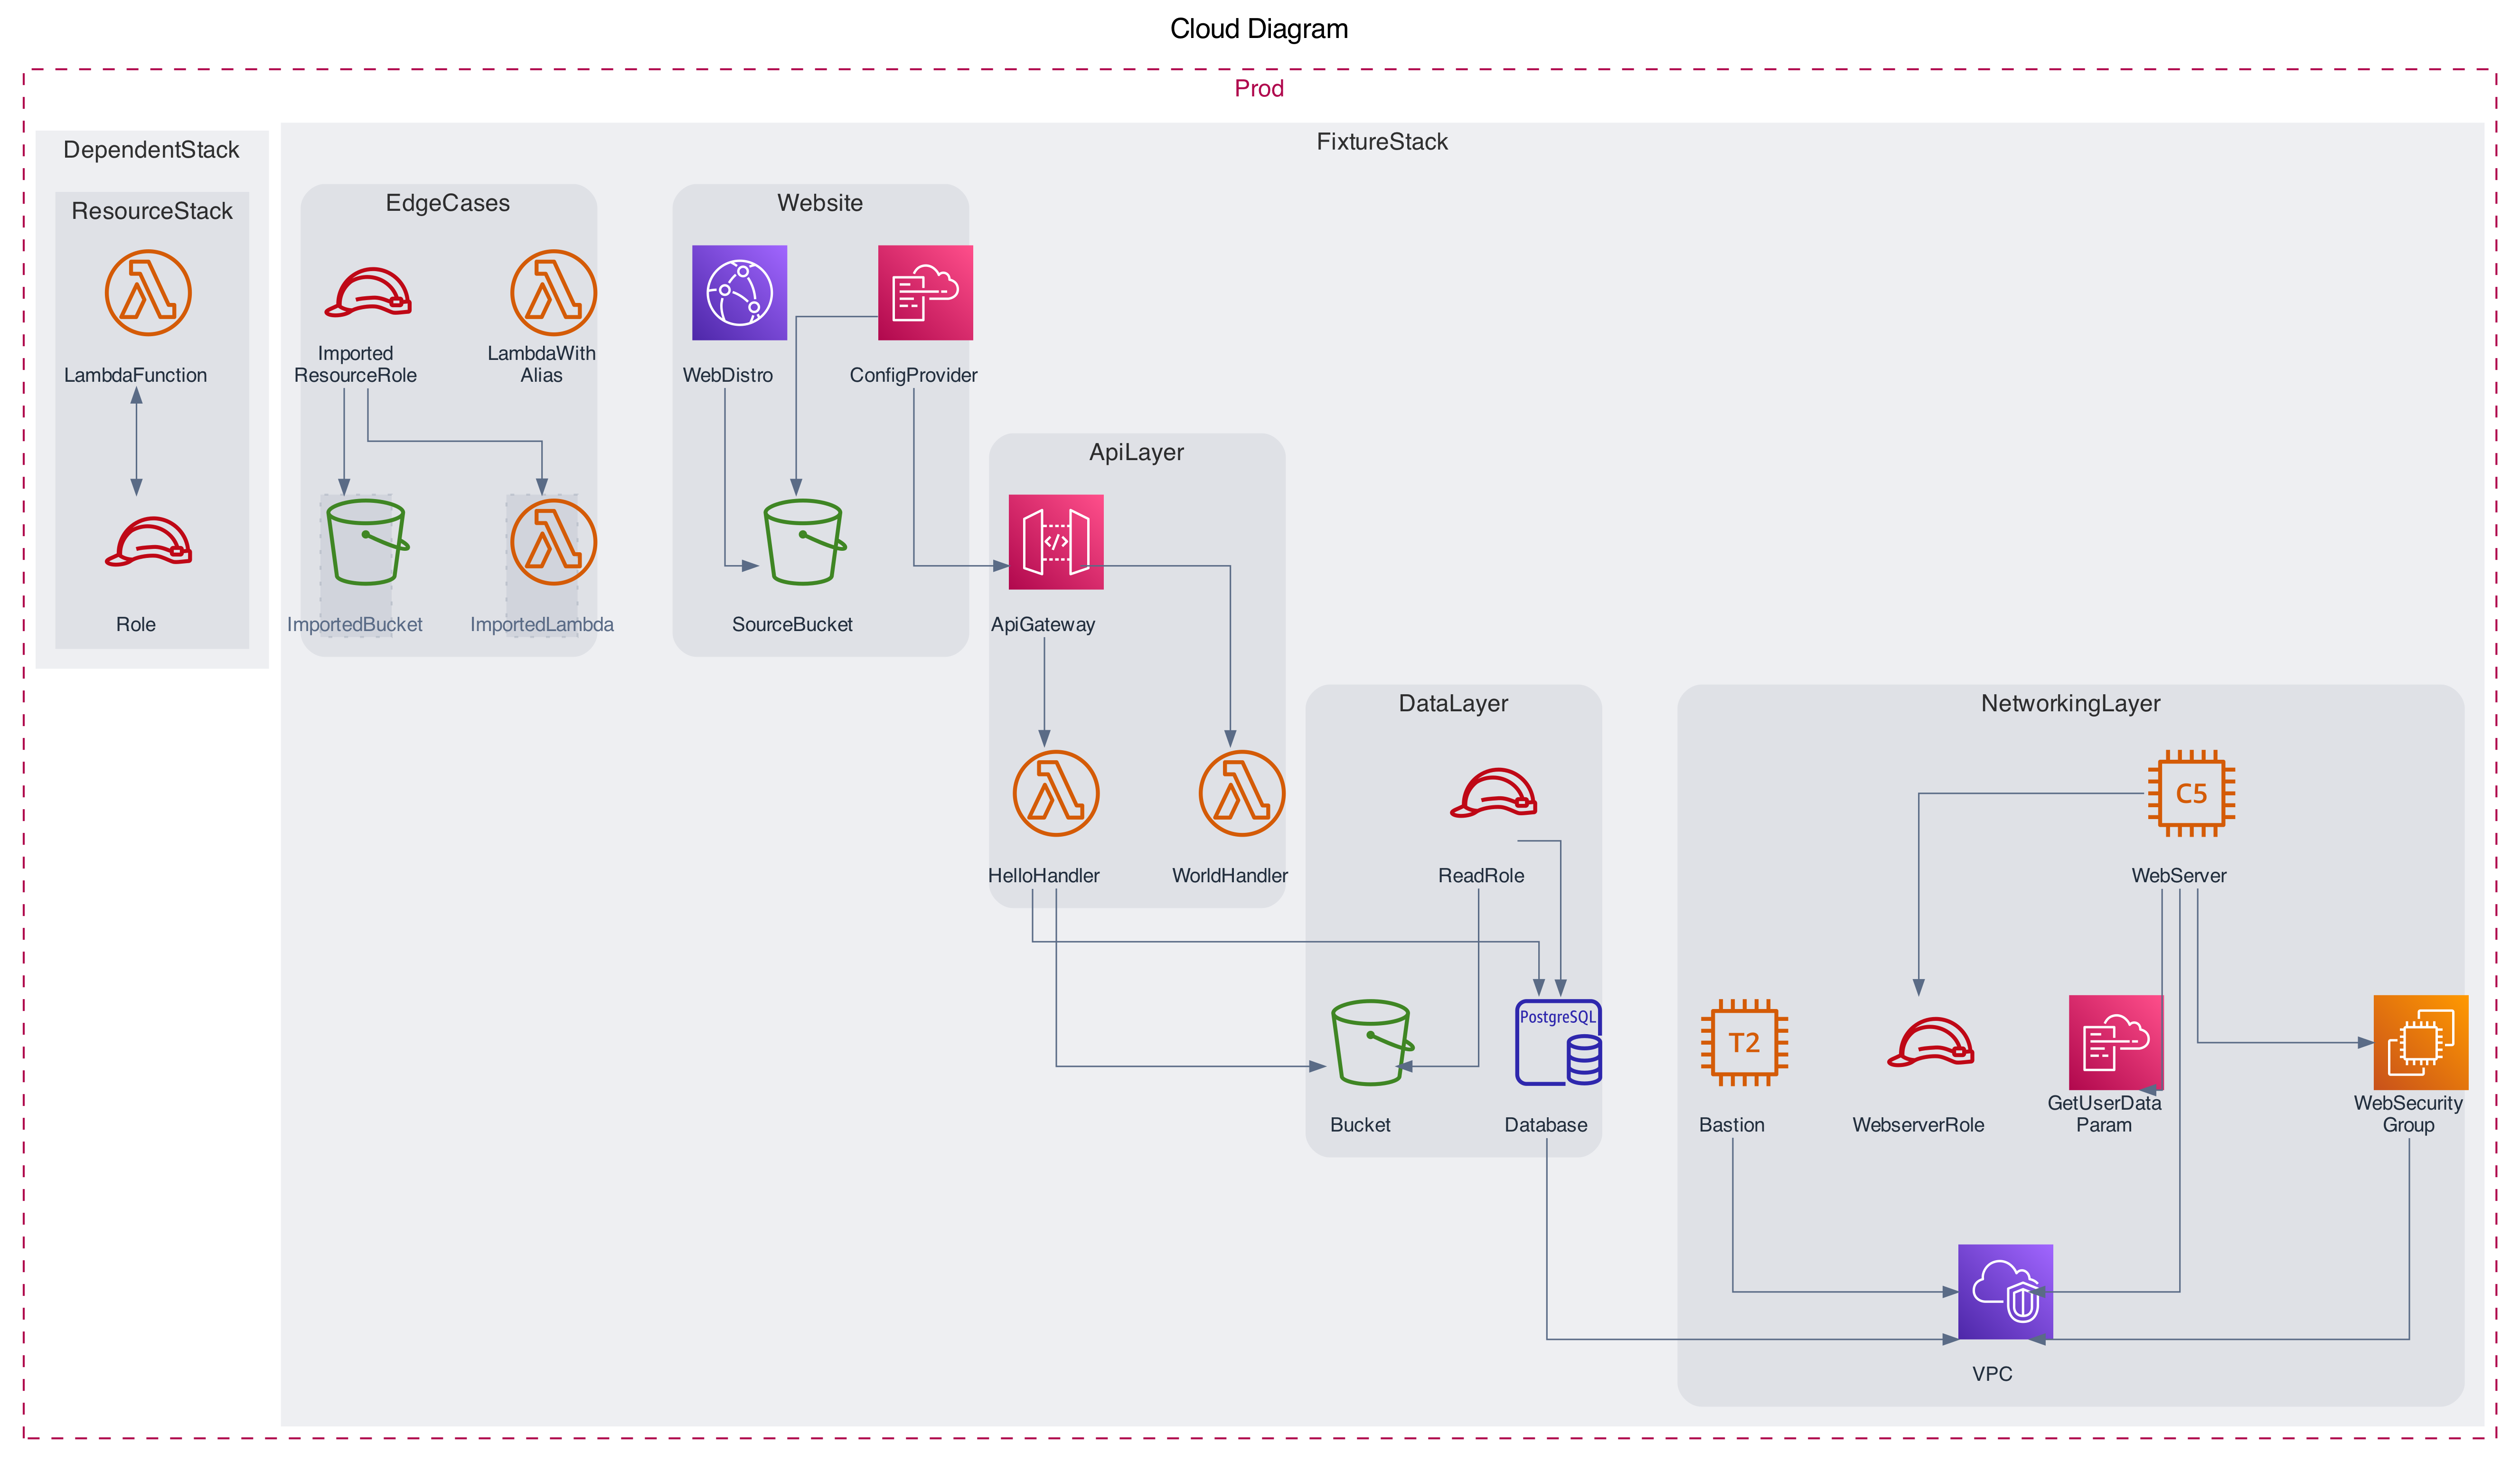 Cloud Diagram
Prod
DependentStack
FixtureStack
ResourceStack
EdgeCases
Website
LambdaFunction
Imported
ResourceRole
LambdaWith
Alias
WebDistro
ConfigProvider
ApiLayer
Role
ImportedBucket
ImportedLambda
SourceBucket
ApiGateway
DataLayer
NetworkingLayer
C5
HelloHandler
WorldHandler
ReadRole
WebServer
PostgreSQL
T2
Bucket
Database
Bastion
WebserverRole
GetUserData
Param
WebSecurity
Group
VPC